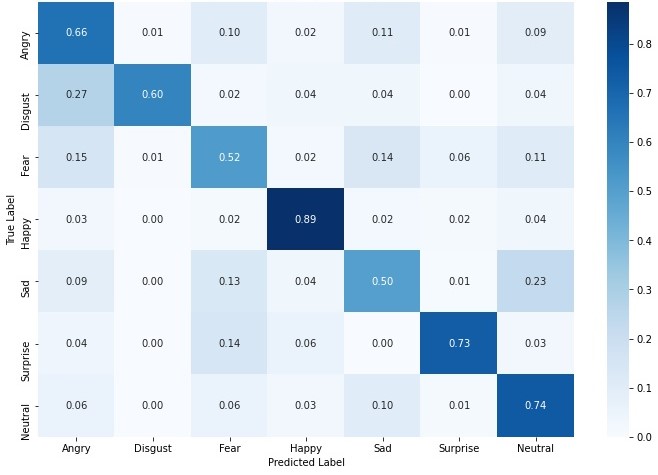 Angry 0.66 0.01 0.10 0.02 0.11 0.01 0.09
Disgust 0.27 0.60 0.02 0.04 0.04 0.00 0.04
Fear 0.15 0.01 0.52 0.02 0.14 0.06 0.11
Happy 0.03 0.00 0.02 0.89 0.02 0.02 0.04
Sad 0.09 0.00 0.13 0.04 0.50 0.01 0.23
Surprise 0.04 0.00 0.14 0.06 0.00 0.73 0.03
Neutral 0.06 0.00 0.06 0.03 0.10 0.01 0.74
True Label
Angry Disgust Fear Happy Sad Surprise Neutral
Predicted Label
0.8
0.7
0.6
0.5
0.4
0.3
0.2
0.1
0.0